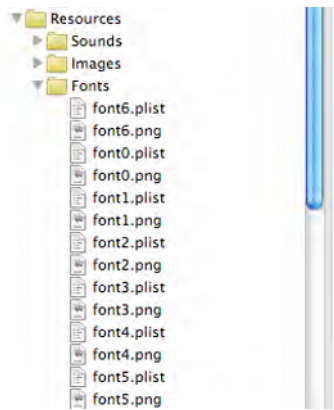 Resources
Sounds
Images
Fonts
font6.plist
font6.png
font0.plist
font0.png
font1.plist
font1.png
font2.plist
font2.png
font3.plist
font3.png
font4.plist
font4.png
font5.plist
font5.png